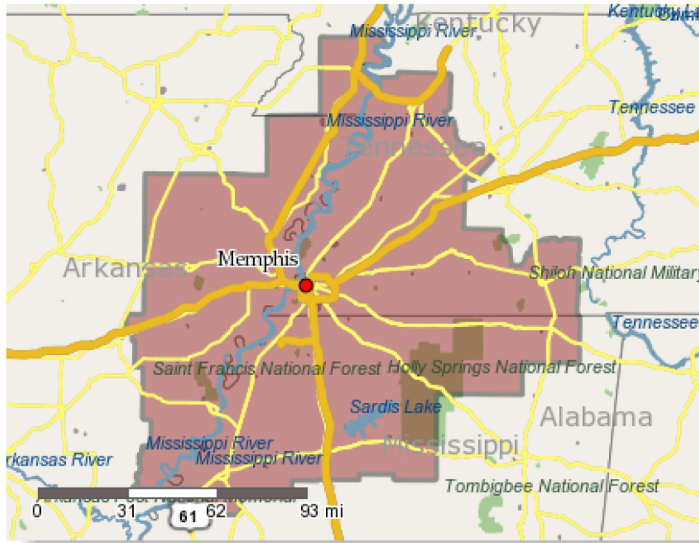 Kentucky
Kentucky La
Mississippi River
Tennessee
Mississippi River
Tennessee
Memphis
Arkansas
Shiloh National Military
Tennessee
Saint Francis National Forest
Holly Springs National Forest
Sardis Lake
Alabama
Mississippi River
Mississippi
rkansas River
Mississippi River
Tombigbee National Forest
0 31 62 93 mi
61